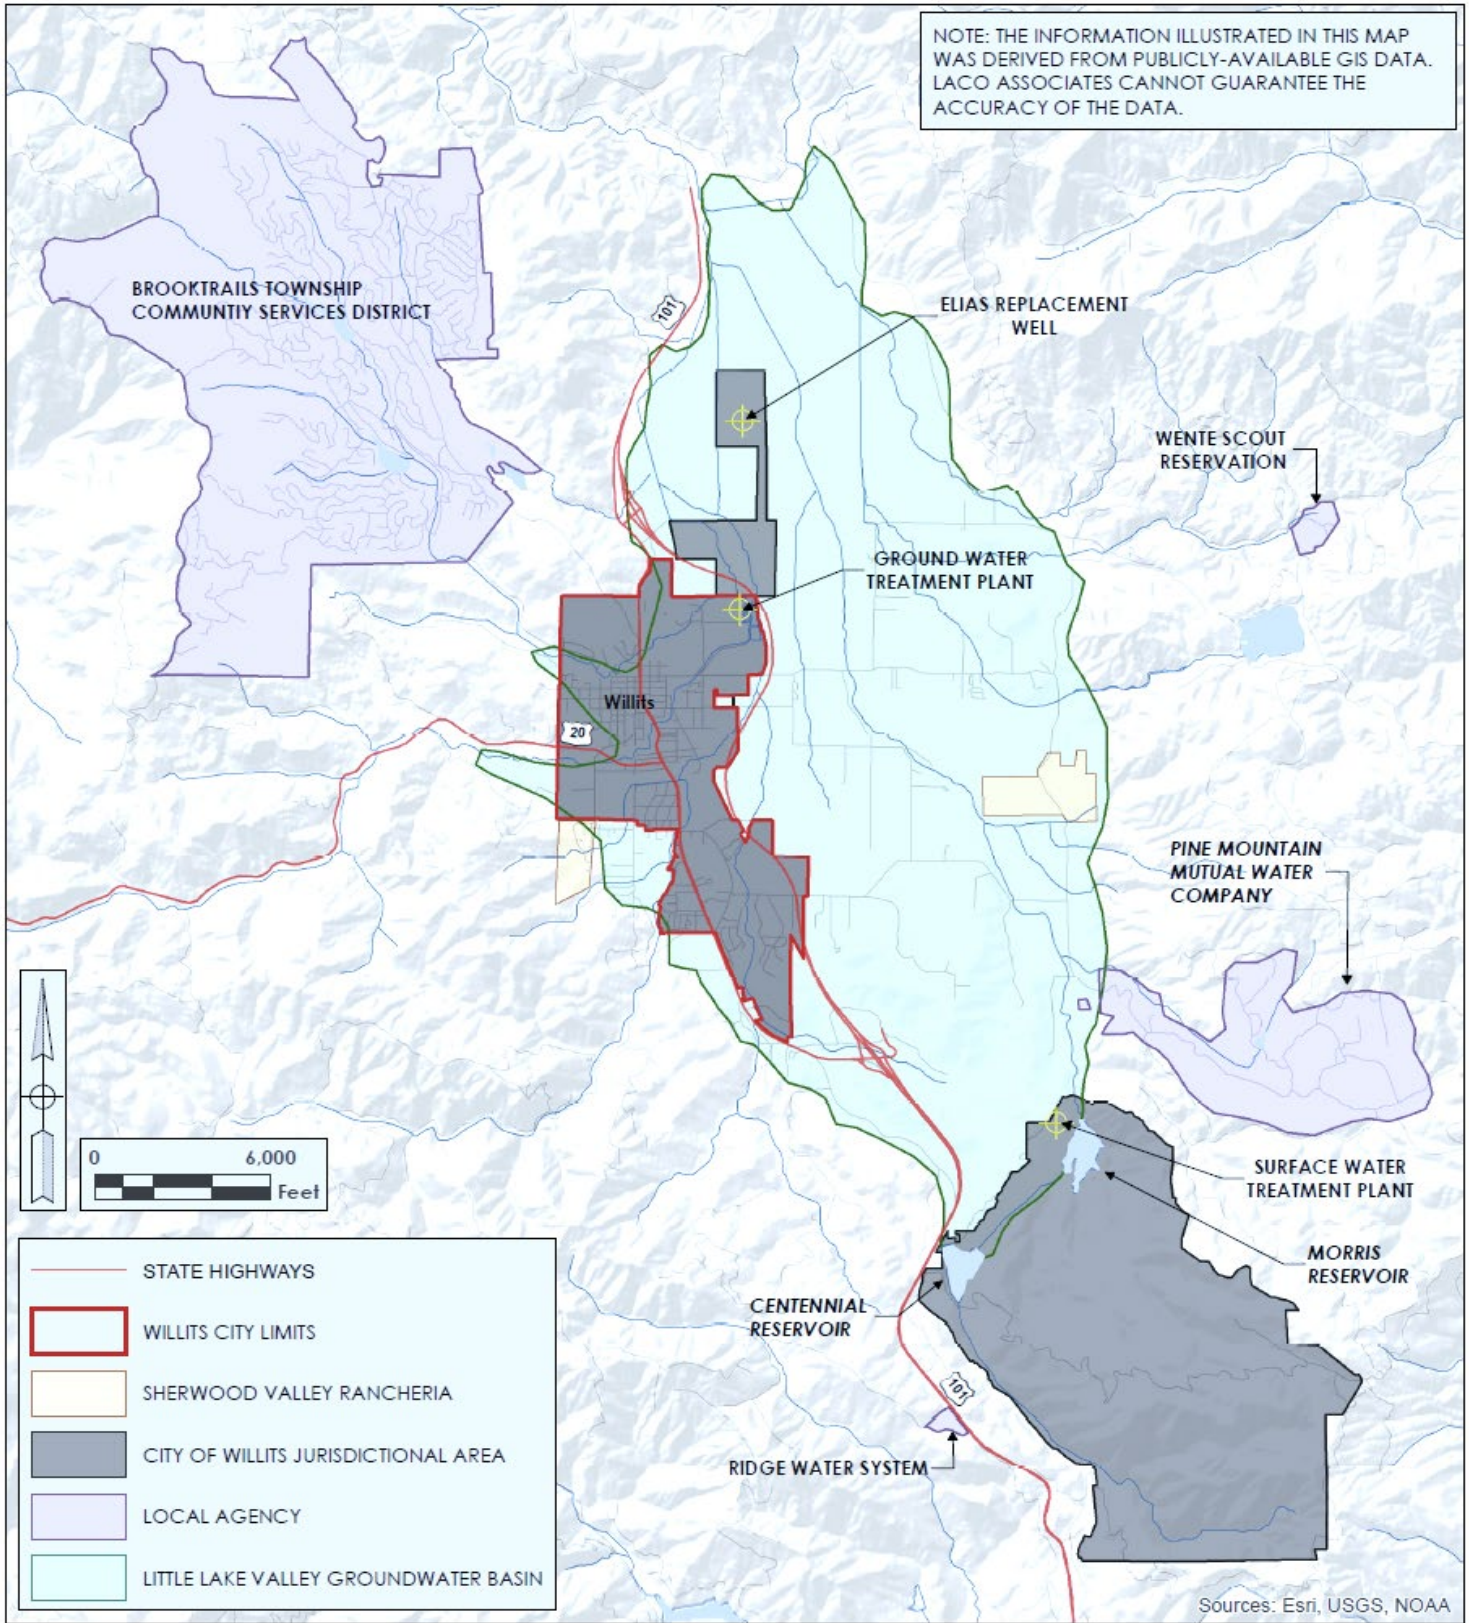 NOTE: THE INFORMATION ILLUSTRATED IN THIS MAP
WAS DERIVED FROM PUBLICLY-AVAILABLE GIS DATA.
LACO ASSOCIATES CANNOT GUARANTEE THE
ACCURACY OF THE DATA.
BROOKTRAILS TOWNSHIP
COMMUNTIY SERVICES DISTRICT
101
ELIAS REPLACEMENT
WELL
WENTE SCOUT
RESERVATION
GROUND WATER
TREATMENT PLANT
Willits
20
PINE MOUNTAIN
MUTUAL WATER
COMPANY
0 6,000
Feet
SURFACE WATER
TREATMENT PLANT
MORRIS
RESERVOIR
CENTENNIAL
RESERVOIR
101
RIDGE WATER SYSTEM
STATE HIGHWAYS
WILLITS CITY LIMITS
SHERWOOD VALLEY RANCHERIA
CITY OF WILLITS JURISDICTIONAL AREA
LOCAL AGENCY
LITTLE LAKE VALLEY GROUNDWATER BASIN
Sources: Esri, USGS, NOAA